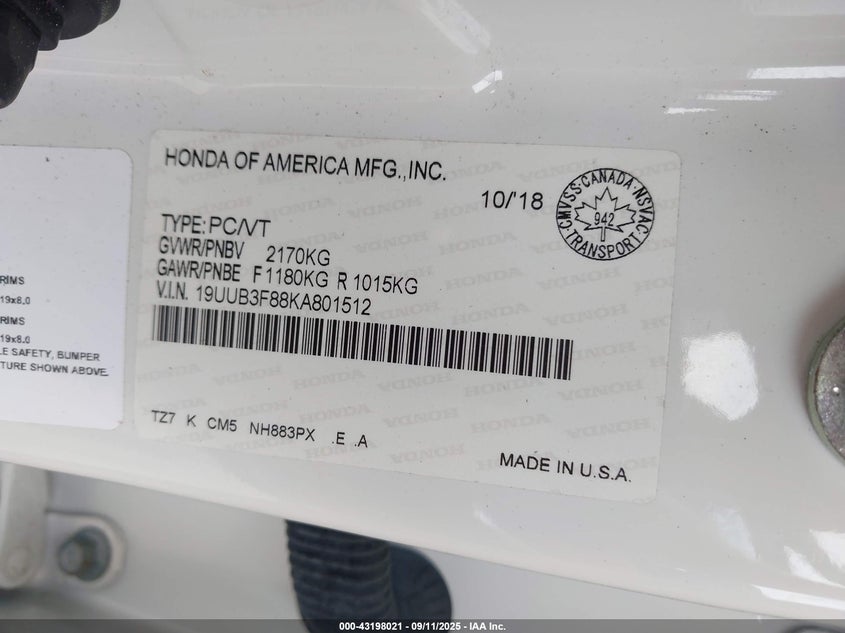 HONDA OF AMERICA MFG.,INC.
10/'18
CMVSS·CANADA·NSVAC
942
TRANSPORT
TYPE: PC/VT
GVWR/PNBV 2170KG
GAWR/PNBE F 1180KG R 1015KG
V.I.N. 19UUB3F88KA801512
TZ7 K CM5 NH883PX .E .A
MADE IN U.S.A.
RIMS
19x8.0
RIMS
19x8.0
LE SAFETY, BUMPER
TURE SHOWN ABOVE.
000-43198021 - 09/11/2025 - IAA Inc.